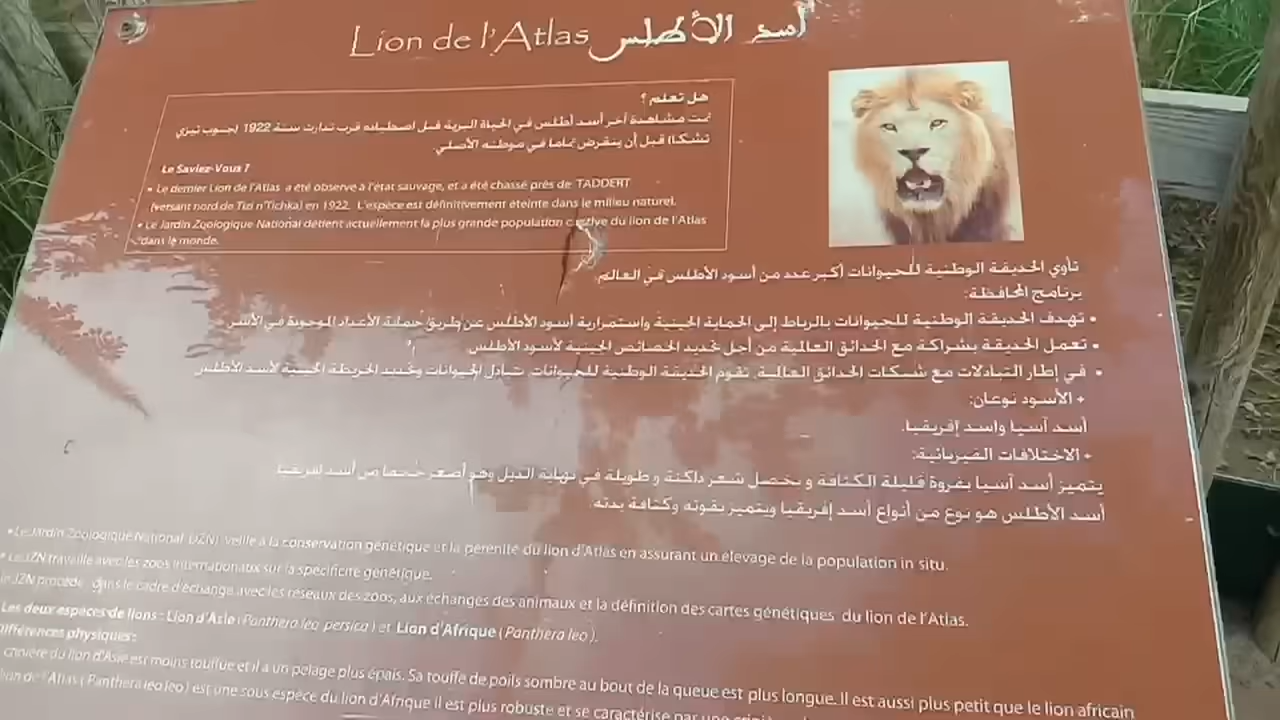 Lion de l'Atlas أسد الأطلس
هل تعلم ؟
تمت مشاهدة آخر أسد أطلس في الحياة البرية قبل اصطياده قرب تدارت سنة 1922 (جنوب تيزي
تشكا) قبل أن ينقرض تماما في موطنه الأصلي.
Le Saviez-Vous ?
• Le dernier Lion de l'Atlas a été observé à l'état sauvage, et a été chassé près de TADDERT
(versant nord de Tizi n'Tichka) en 1922. L'espèce est définitivement éteinte dans le milieu naturel.
• Le Jardin Zoologique National détient actuellement la plus grande population captive du lion de l'Atlas
dans le monde.
تأوي الحديقة الوطنية للحيوانات أكبر عدد من أسود الأطلس في العالم.
برنامج المحافظة:
• تهدف الحديقة الوطنية للحيوانات بالرباط إلى الحماية الجينية واستمرارية أسود الأطلس عن طريق حماية الأعداد الموجودة في الأسر
• تعمل الحديقة بشراكة مع الحدائق العالمية من أجل تحديد الخصائص الجينية لأسود الأطلس
• في إطار التبادلات مع شبكات الحدائق العالمية، تقوم الحديقة الوطنية للحيوانات، بتبادل الحيوانات وتحديد الخريطة الجينية لأسد الأطلس
+ الأسود نوعان:
أسد آسيا واسد إفريقيا.
+ الاختلافات الفيزيائية:
يتميز أسد آسيا بفروة قليلة الكثافة و بخصل شعر داكنة و طويلة في نهاية الذيل وهو أصغر حجما من أسد إفريقيا
أسد الأطلس هو نوع من أنواع أسد إفريقيا ويتميز بقوته وكثافة بدته.
• Le Jardin Zoologique National (JZN) veille à la conservation génétique et la pérénité du lion d'Atlas en assurant un élevage de la population in situ.
• Le JZN travaille avec les zoos internationaux sur la spécificité génétique.
Le JZN procède, dans le cadre d'échange avec les réseaux des zoos, aux échanges des animaux et la définition des cartes génétiques du lion de l'Atlas.
Les deux espèces de lions : Lion d'Asie (Panthera leo persica) et Lion d'Afrique (Panthera leo).
Différences physiques :
crinière du lion d'Asie est moins touffue et il a un pelage plus épais. Sa touffe de poils sombre au bout de la queue est plus longue. Il est aussi plus petit que le lion africain
lion de l'Atlas (Panthera leo leo) est une sous espèce du lion d'Afrique il est plus robuste et se caractérise par une